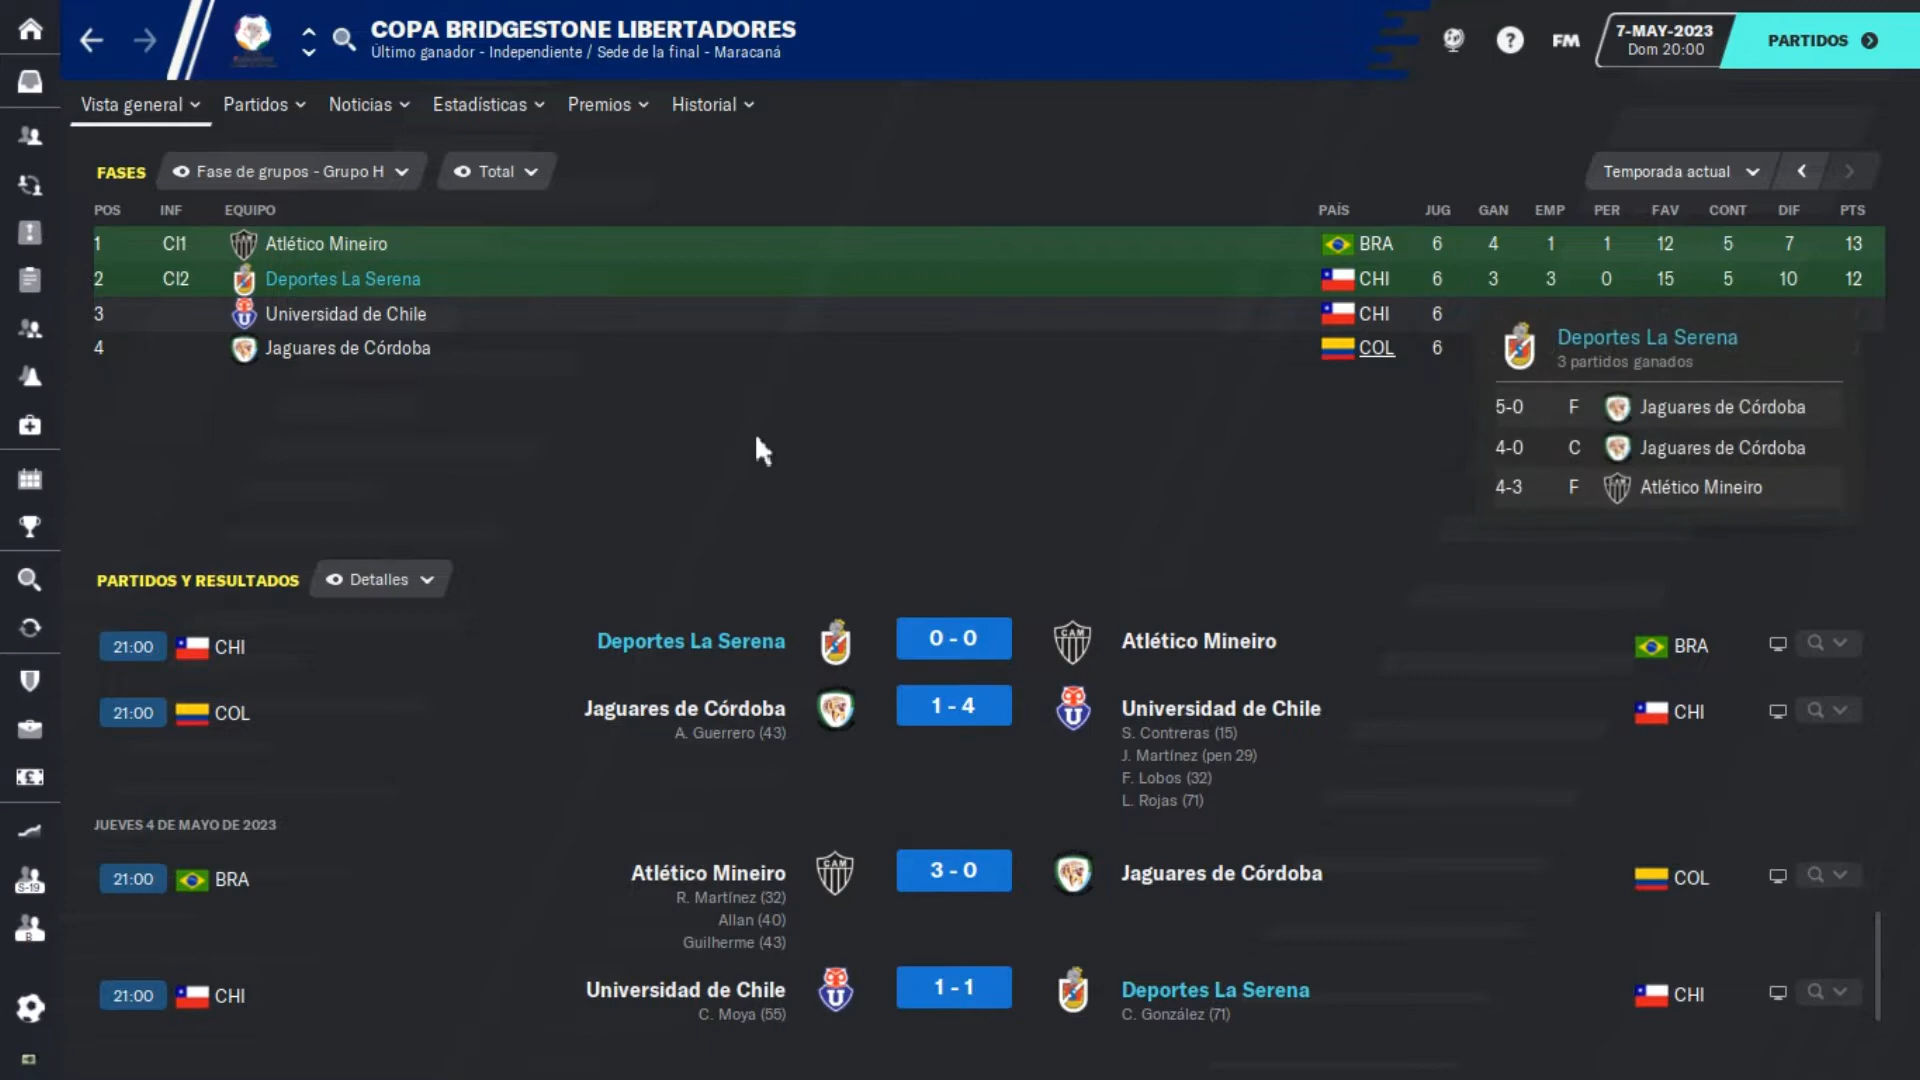 COPA BRIDGESTONE LIBERTADORES
Último ganador - Independiente / Sede de la final - Maracaná
FM
7-MAY-2023
Dom 20:00
PARTIDOS
Vista general
Partidos
Noticias
Estadísticas
Premios
Historial
FASES
Fase de grupos - Grupo H
Total
Temporada actual
POS INF EQUIPO PAÍS JUG GAN EMP PER FAV CONT DIF PTS
1 CI1 Atlético Mineiro BRA 6 4 1 1 12 5 7 13
2 CI2 Deportes La Serena CHI 6 3 3 0 15 5 10 12
3 Universidad de Chile CHI 6
4 Jaguares de Córdoba COL 6
Deportes La Serena
3 partidos ganados
5-0 F Jaguares de Córdoba
4-0 C Jaguares de Córdoba
4-3 F Atlético Mineiro
PARTIDOS Y RESULTADOS
Detalles
21:00 CHI Deportes La Serena 0 - 0 Atlético Mineiro BRA
CAM
21:00 COL Jaguares de Córdoba 1 - 4 Universidad de Chile CHI
A. Guerrero (43)
S. Contreras (15)
J. Martínez (pen 29)
F. Lobos (32)
L. Rojas (71)
JUEVES 4 DE MAYO DE 2023
21:00 BRA Atlético Mineiro 3 - 0 Jaguares de Córdoba COL
CAM
R. Martínez (32)
Allan (40)
Guilherme (43)
21:00 CHI Universidad de Chile 1 - 1 Deportes La Serena CHI
C. Moya (55)
C. González (71)
S-19
B